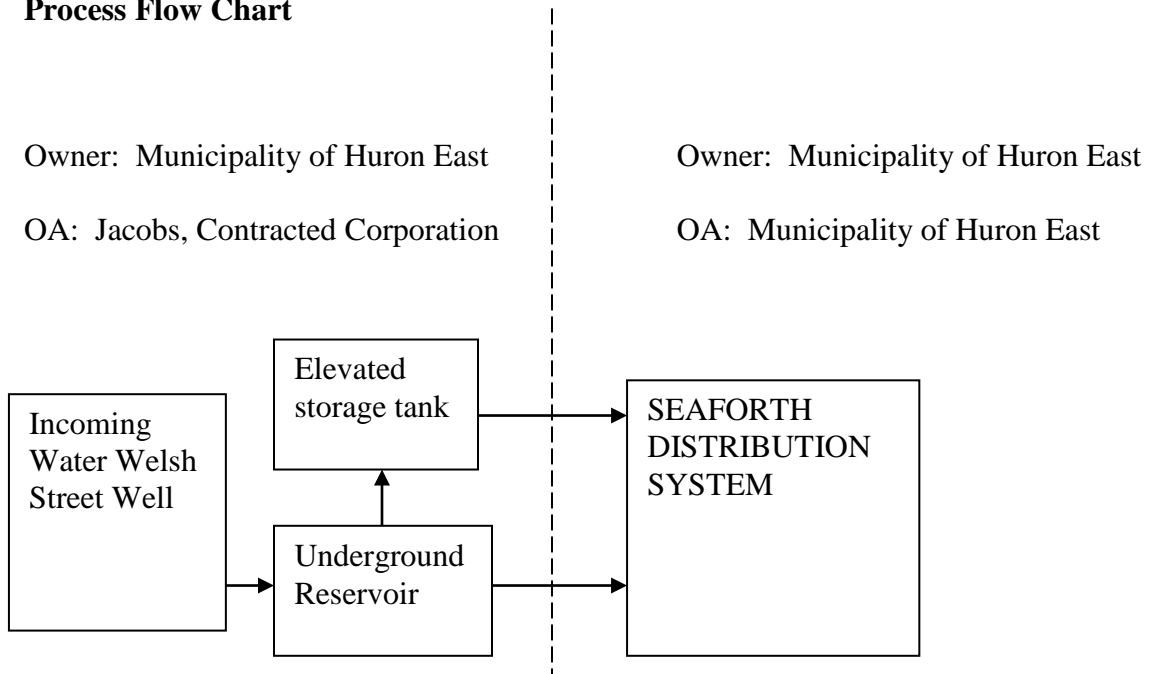 Process Flow Chart
Owner: Municipality of Huron East
OA: Jacobs, Contracted Corporation
Owner: Municipality of Huron East
OA: Municipality of Huron East
Incoming
Water Welsh
Street Well
Elevated
storage tank
Underground
Reservoir
SEAFORTH
DISTRIBUTION
SYSTEM